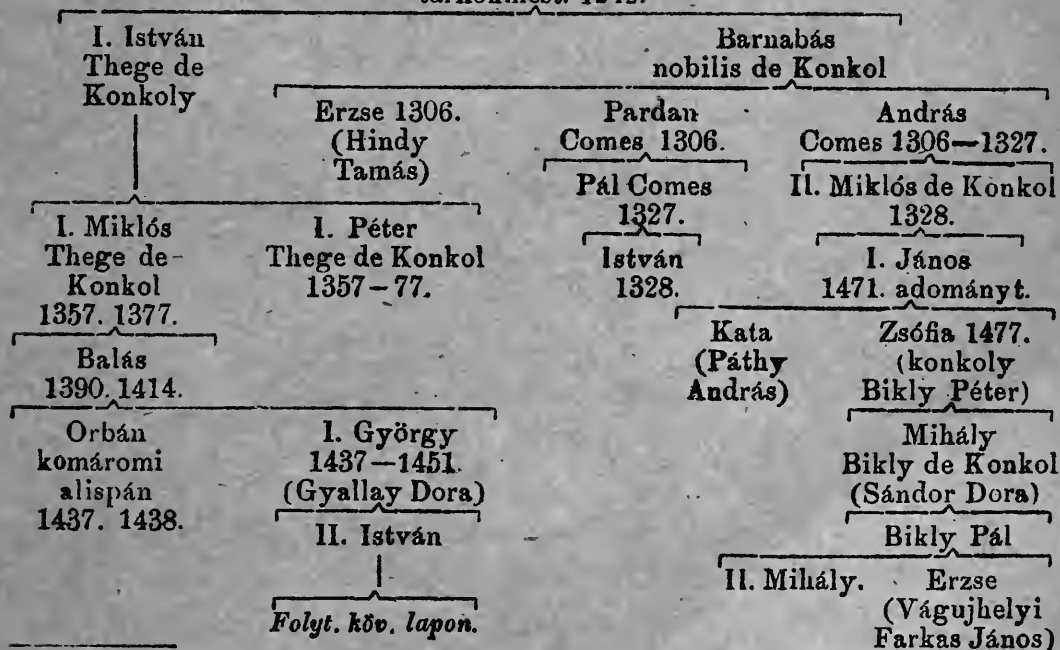 I. István
Thege de
Konkoly
Barnabás
nobilis de Konkol
Erzse 1306.
(Hindy
Tamás)
Pardan
Comes 1306.
András
Comes 1306—1327.
Pál Comes
1327.
II. Miklós de Konkol
1328.
I. Miklós
Thege de
Konkol
1357. 1377.
I. Péter
Thege de Konkol
1357–77.
István
1328.
I. János
1471. adományt.
Kata
(Páthy
András)
Zsófia 1477.
(konkoly
Bikly Péter)
Balás
1390. 1414.
Orbán
komáromi
alispán
1437. 1438.
I. György
1437—1451.
(Gyallay Dora)
Mihály
Bikly de Konkol
(Sándor Dora)
II. István
Bikly Pál
Folyt. köv. lapon.
II. Mihály.
Erzse
(Vágujhelyi
Farkas János)